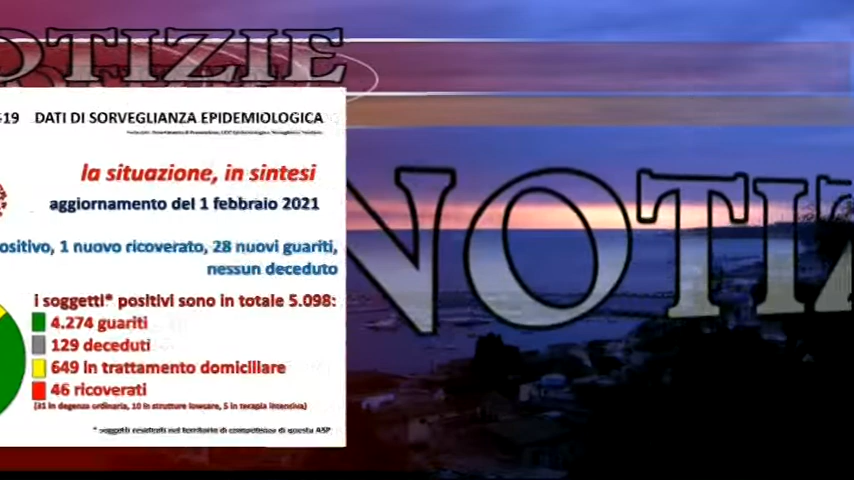 NOTIZIE
-19 DATI DI SORVEGLIANZA EPIDEMIOLOGICA
la situazione, in sintesi
aggiornamento del 1 febbraio 2021
ositivo, 1 nuovo ricoverato, 28 nuovi guariti,
nessun deceduto
i soggetti* positivi sono in totale 5.098:
4.274 guariti
129 deceduti
649 in trattamento domiciliare
46 ricoverati
(31 in degenza ordinaria, 10 in strutture lowcare, 5 in terapia intensiva)
* soggetti residenti nel territorio di competenza di questa ASP
NOTIZ